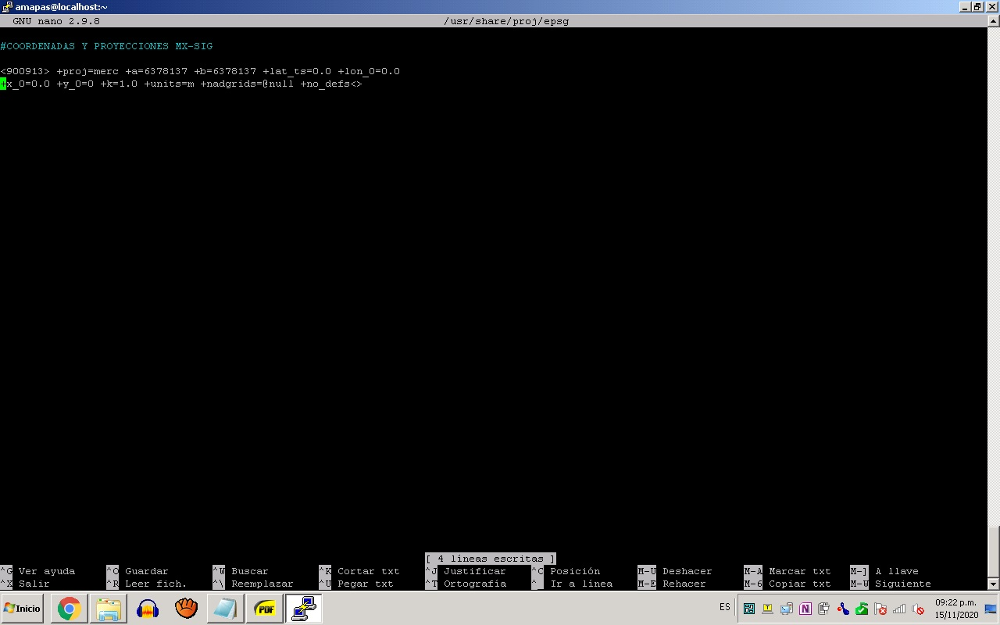 amapas@localhost:~
GNU nano 2.9.8 /usr/share/proj/epsg
#COORDENADAS Y PROYECCIONES MX-SIG
<900913> +proj=merc +a=6378137 +b=6378137 +lat_ts=0.0 +lon_0=0.0
+x_0=0.0 +y_0=0 +k=1.0 +units=m +nadgrids=@null +no_defs<>
[ 4 líneas escritas ]
^G Ver ayuda ^O Guardar ^W Buscar ^K Cortar txt ^J Justificar ^C Posición M-U Deshacer M-A Marcar txt M-] A llave
^X Salir ^R Leer fich. ^\ Reemplazar ^U Pegar txt ^T Ortografía ^_ Ir a línea M-E Rehacer M-6 Copiar txt M-W Siguiente
Inicio PDF ES T N 09:22 p.m.
15/11/2020